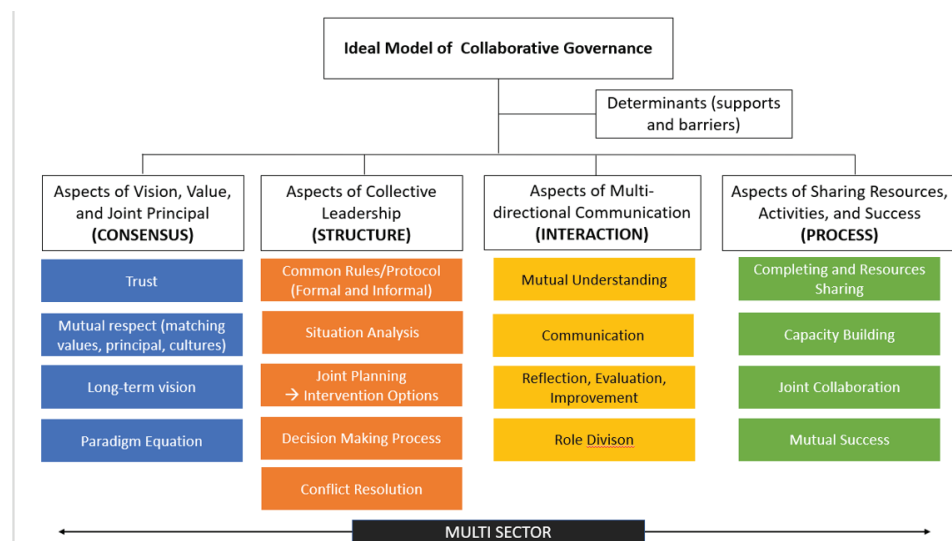 Ideal Model of Collaborative Governance
Determinants (supports
and barriers)
Aspects of Vision, Value,
and Joint Principal
(CONSENSUS)
Trust
Mutual respect (matching
values, principal, cultures)
Long-term vision
Paradigm Equation
Aspects of Collective
Leadership
(STRUCTURE)
Common Rules/Protocol
(Formal and Informal)
Situation Analysis
Joint Planning
→ Intervention Options
Decision Making Process
Conflict Resolution
Aspects of Multi-
directional Communication
(INTERACTION)
Mutual Understanding
Communication
Reflection, Evaluation,
Improvement
Role Divison
Aspects of Sharing Resources,
Activities, and Success
(PROCESS)
Completing and Resources
Sharing
Capacity Building
Joint Collaboration
Mutual Success
MULTI SECTOR